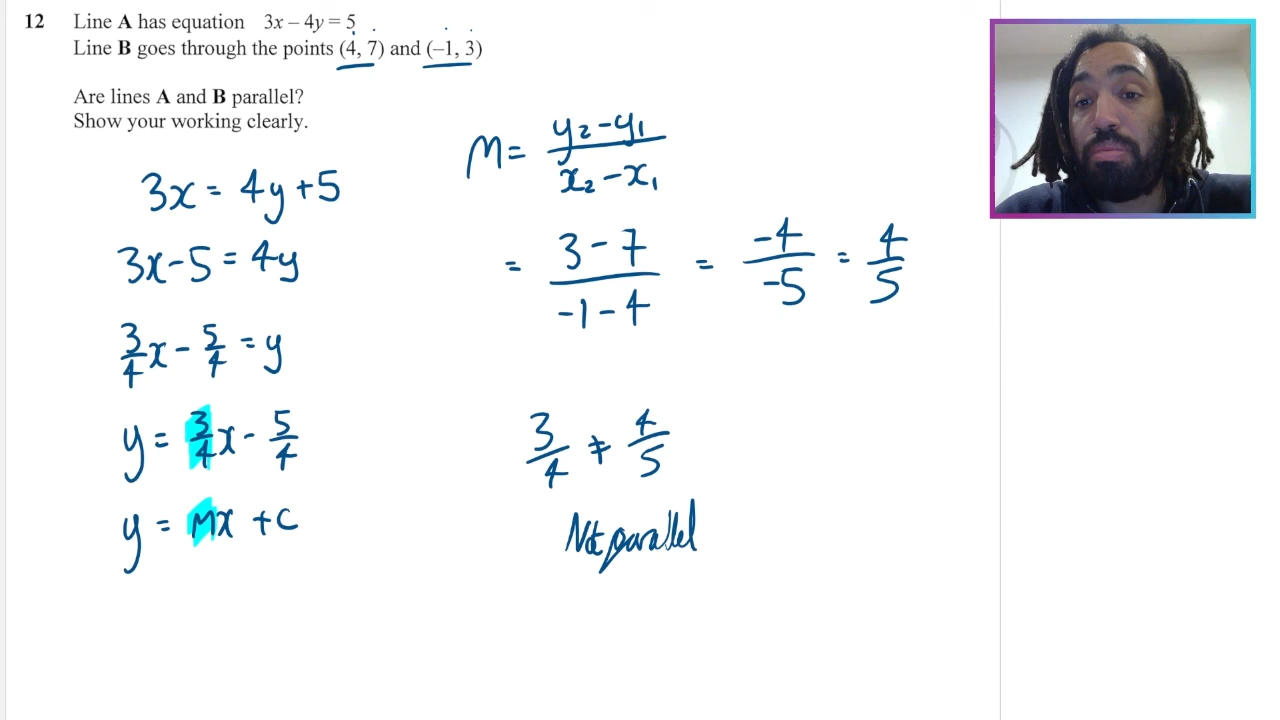 12 Line A has equation 3x – 4y = 5
Line B goes through the points (4, 7) and (–1, 3)
Are lines A and B parallel?
Show your working clearly.
3x = 4y + 5
3x - 5 = 4y
3/4 x - 5/4 = y
y = 3/4 x - 5/4
y = mx + c
M = y₂ - y₁ / x₂ - x₁
= 3 - 7 / -1 - 4 = -4/-5 = 4/5
3/4 ≠ 4/5
Not parallel